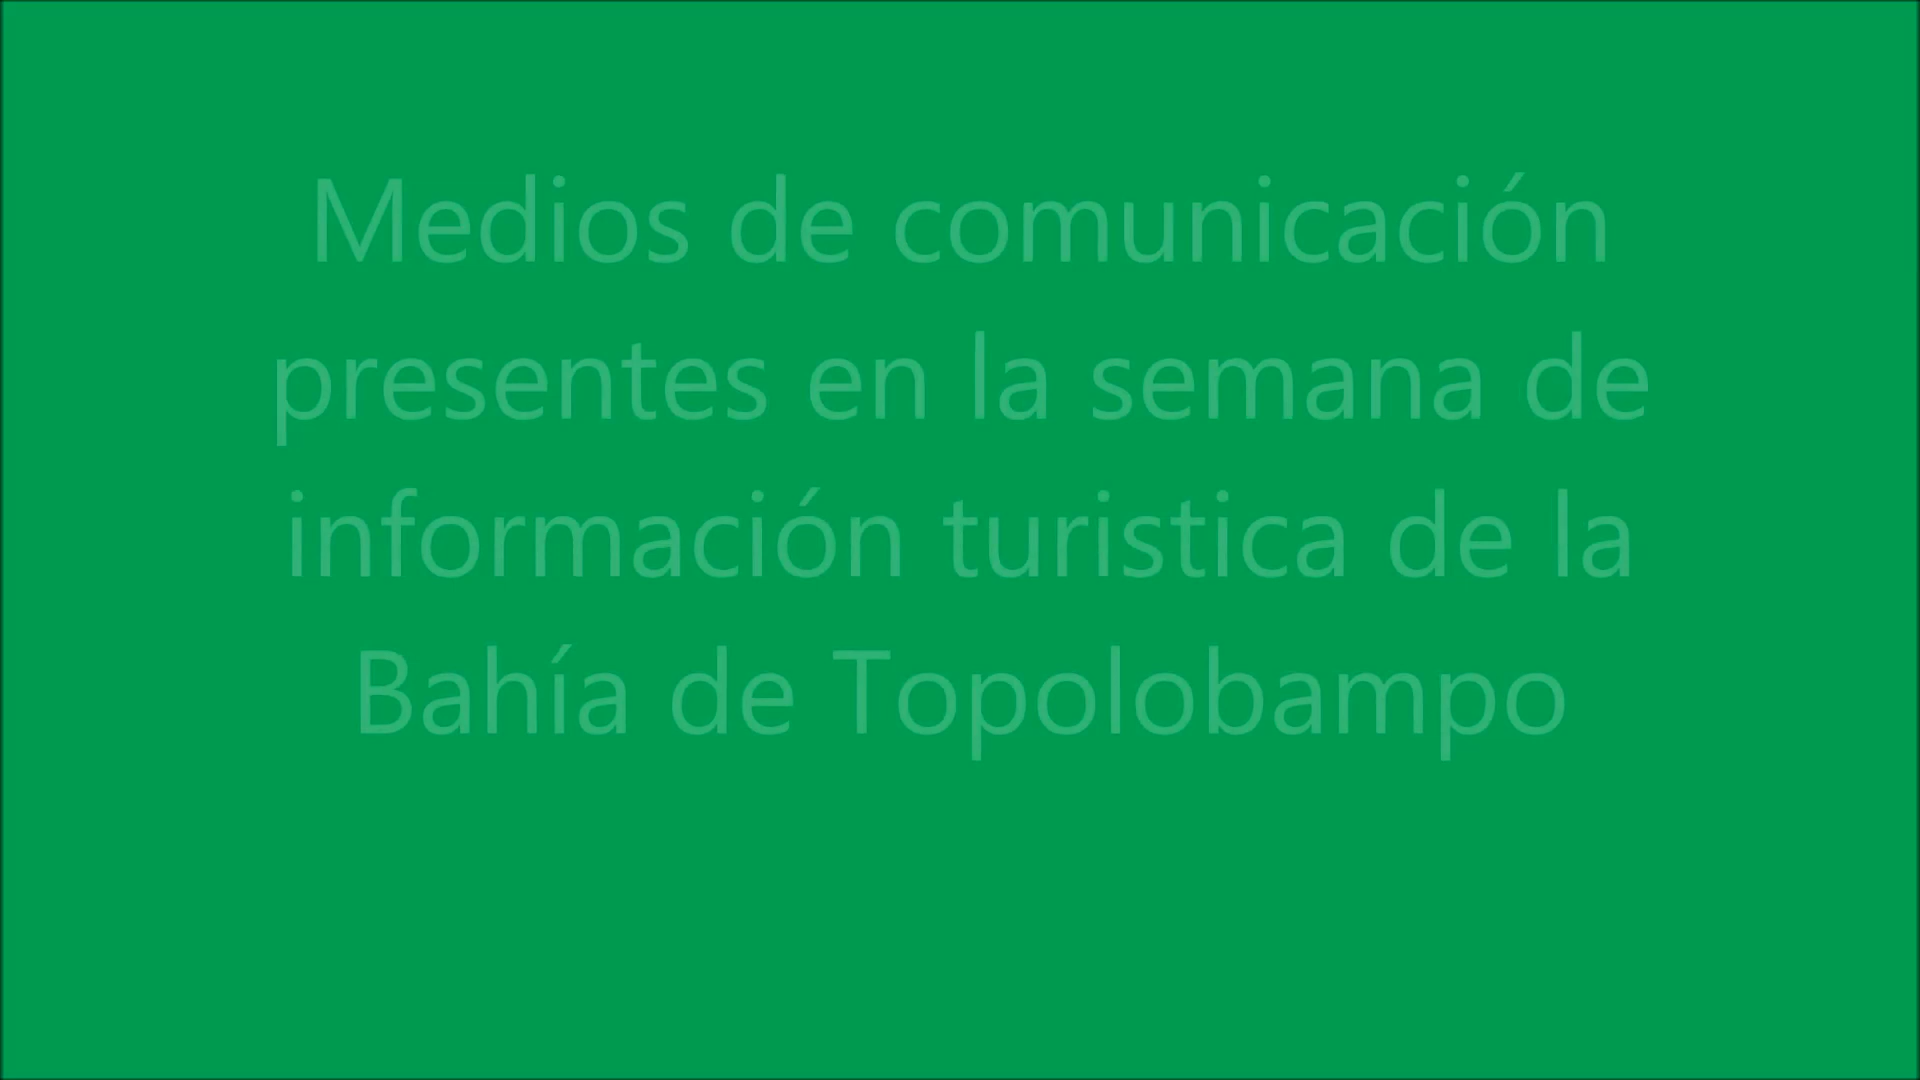 Medios de comunicación
presentes en la semana de
información turistica de la
Bahía de Topolobampo